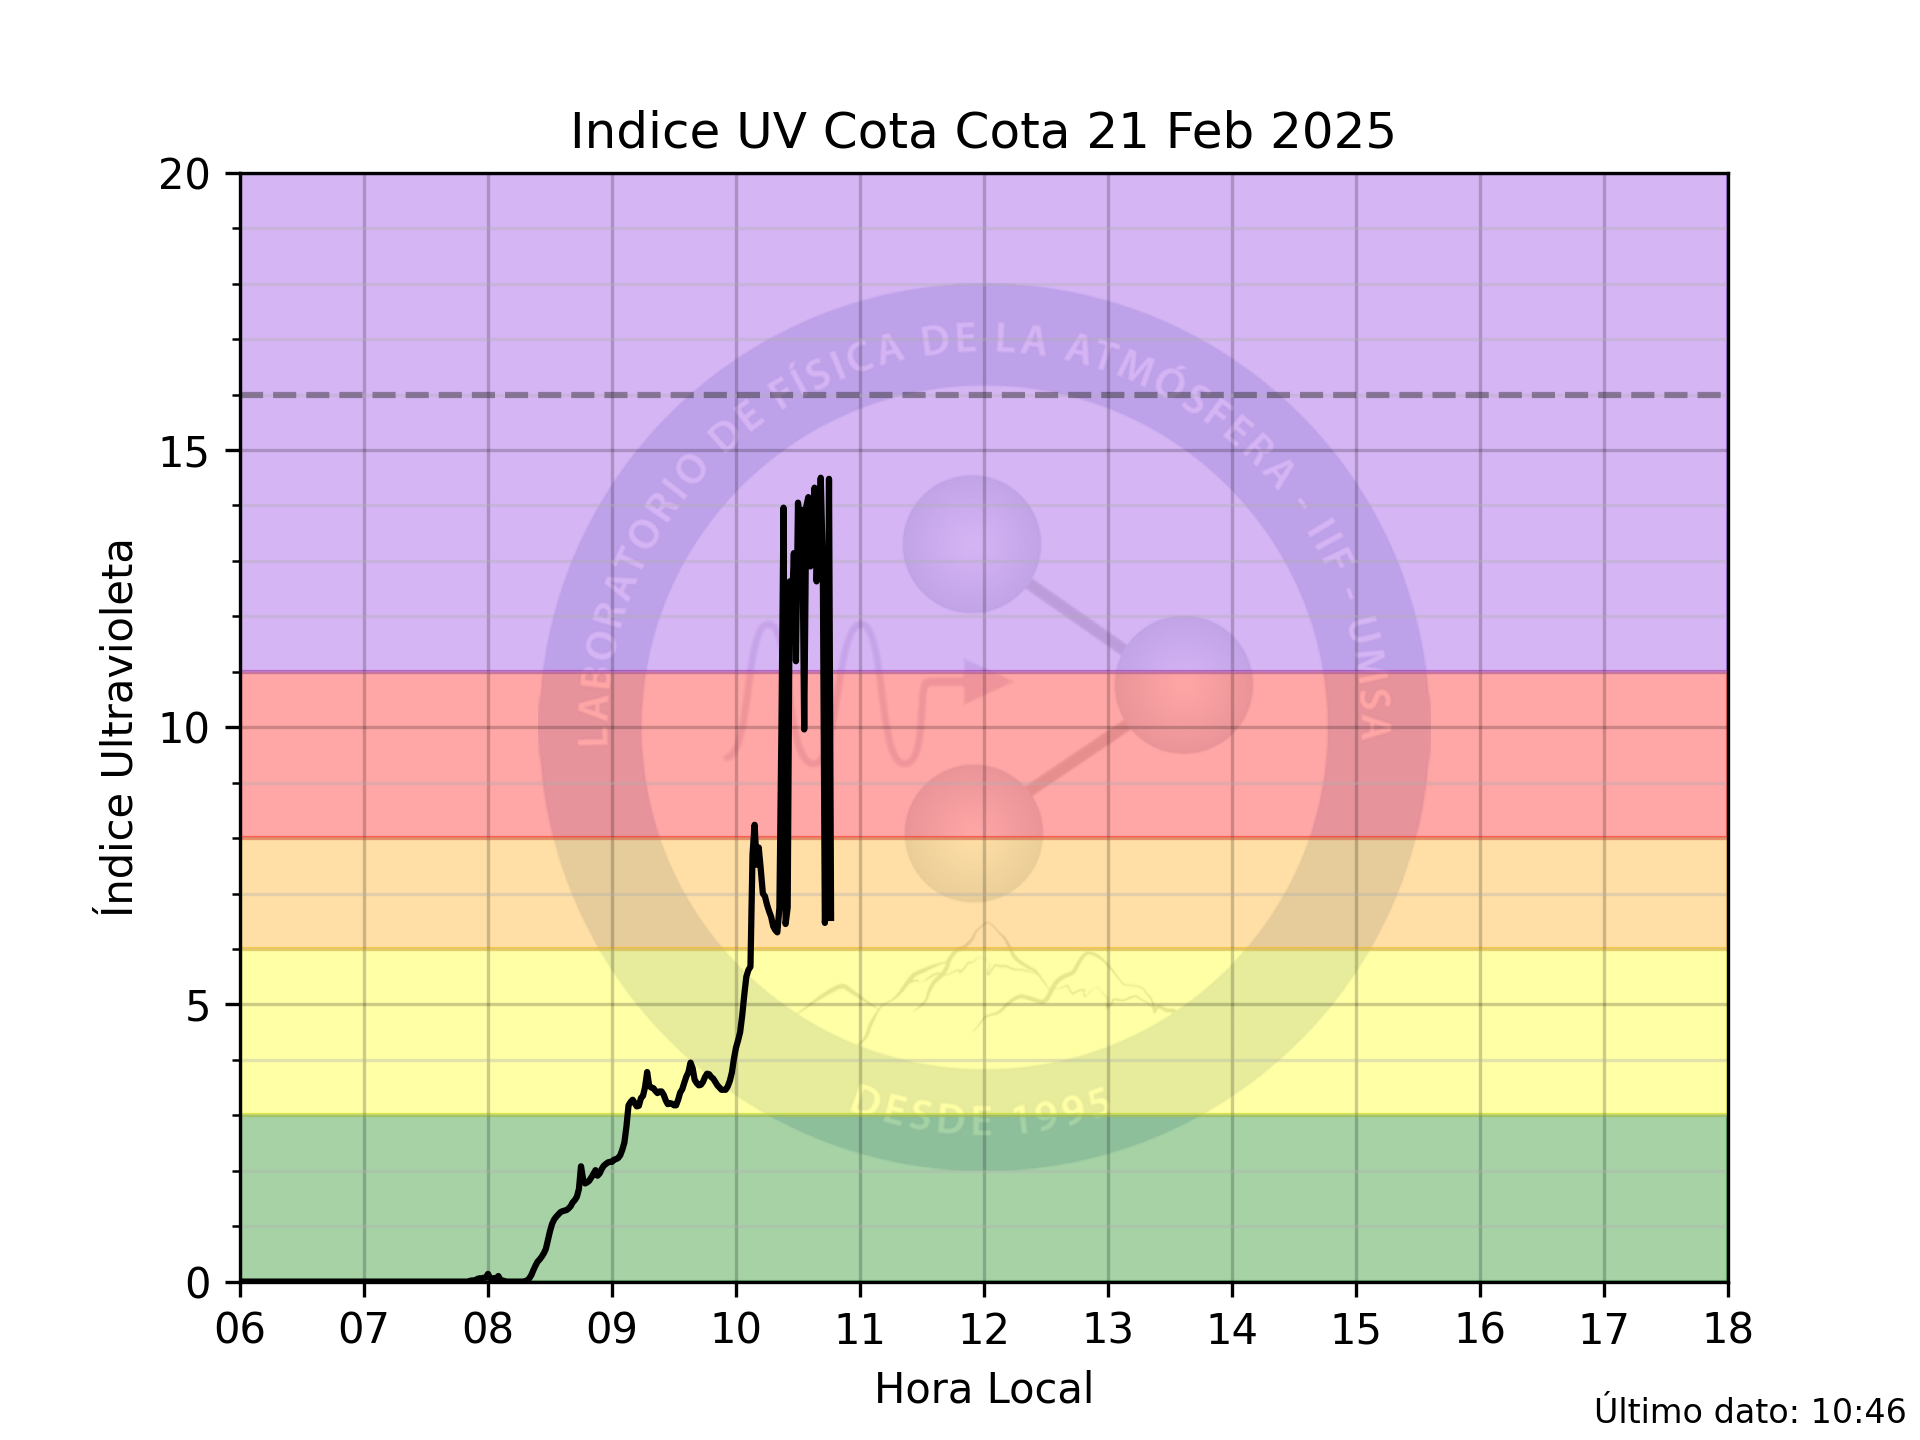 Indice UV Cota Cota 21 Feb 2025
20
15
10
5
0
Índice Ultravioleta
LABORATORIO DE FÍSICA DE LA ATMÓSFERA - IIF - UMSA
DESDE 1995
06 07 08 09 10 11 12 13 14 15 16 17 18
Hora Local
Último dato: 10:46